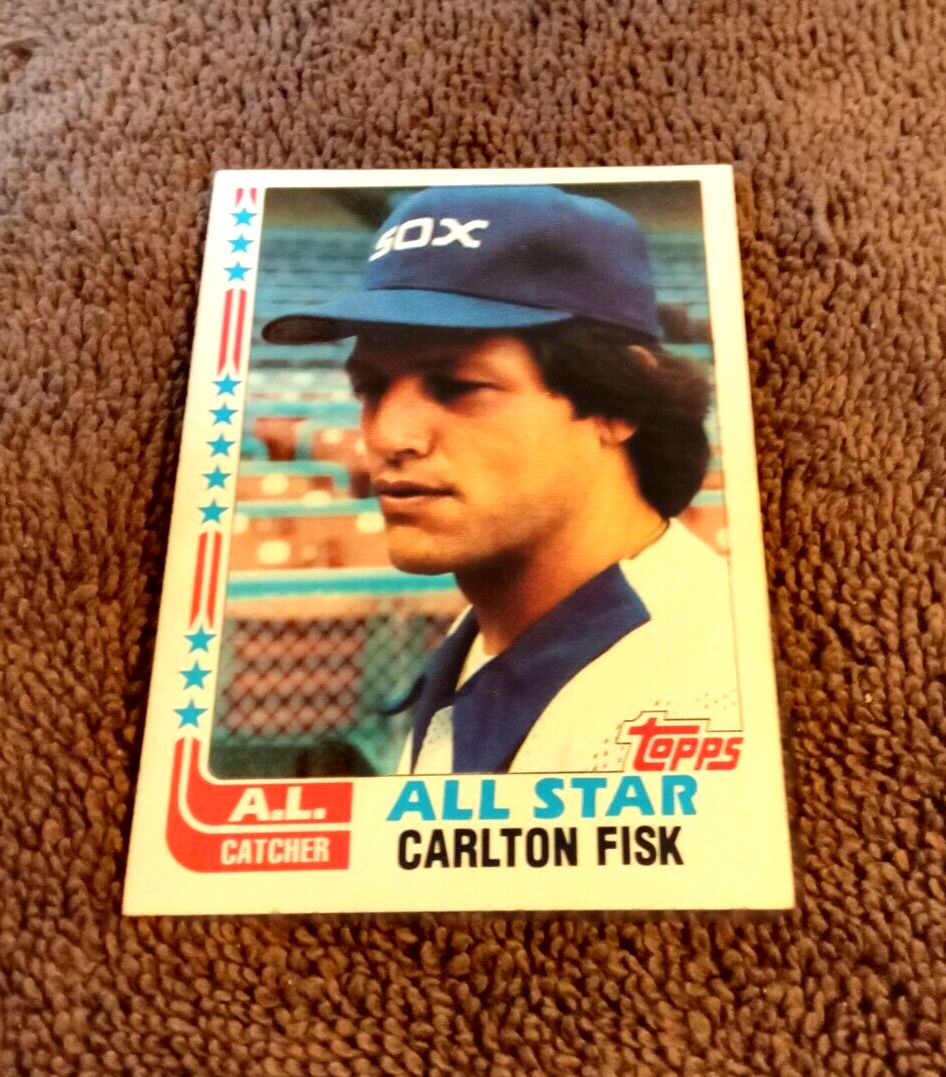 SOX
TOPPS
A.L.
CATCHER
ALL STAR
CARLTON FISK